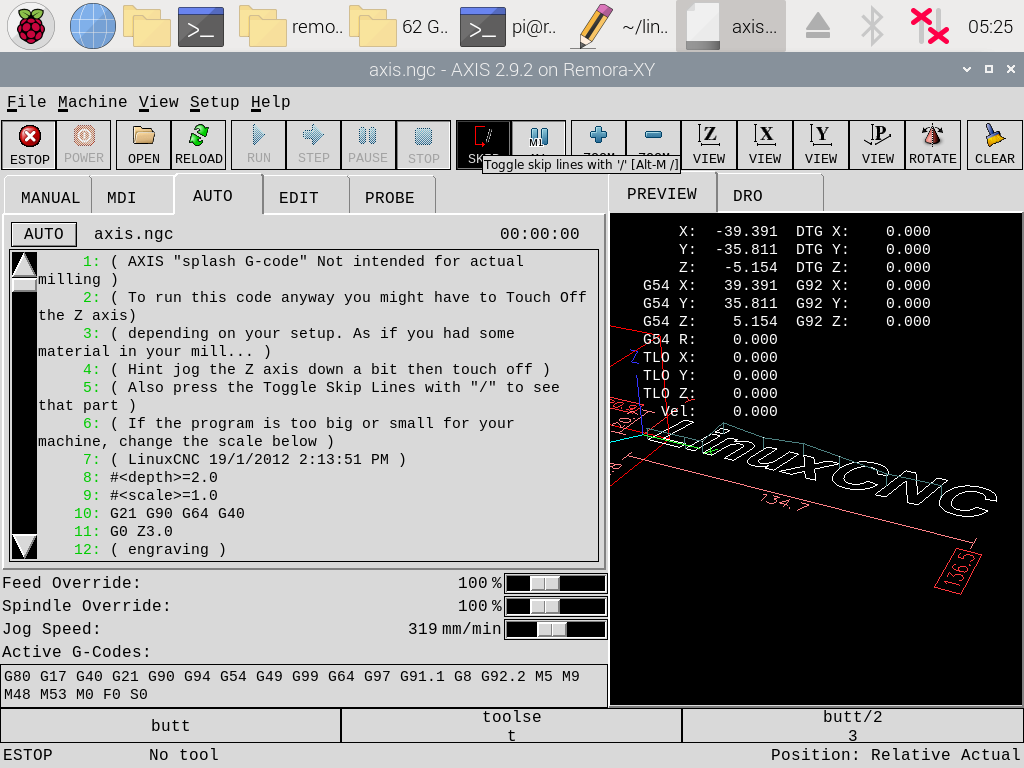 remo..
62 G..
pi@r..
~/lin..
axis...
05:25
axis.ngc - AXIS 2.9.2 on Remora-XY
File Machine View Setup Help
ESTOP POWER OPEN RELOAD RUN STEP PAUSE STOP
Z X Y P
VIEW VIEW VIEW VIEW ROTATE CLEAR
Toggle skip lines with '/' [Alt-M /]
MANUAL MDI AUTO EDIT PROBE
PREVIEW DRO
AUTO axis.ngc 00:00:00
1: ( AXIS "splash G-code" Not intended for actual
milling )
2: ( To run this code anyway you might have to Touch Off
the Z axis)
3: ( depending on your setup. As if you had some
material in your mill... )
4: ( Hint jog the Z axis down a bit then touch off )
5: ( Also press the Toggle Skip Lines with "/" to see
that part )
6: ( If the program is too big or small for your
machine, change the scale below )
7: ( LinuxCNC 19/1/2012 2:13:51 PM )
8: #<depth>=2.0
9: #<scale>=1.0
10: G21 G90 G64 G40
11: G0 Z3.0
12: ( engraving )
X: -39.391 DTG X: 0.000
Y: -35.811 DTG Y: 0.000
Z: -5.154 DTG Z: 0.000
G54 X: 39.391 G92 X: 0.000
G54 Y: 35.811 G92 Y: 0.000
G54 Z: 5.154 G92 Z: 0.000
G54 R: 0.000
TLO X: 0.000
TLO Y: 0.000
TLO Z: 0.000
Vel: 0.000
Z
LinuxCNC
134.7
136.5
Feed Override: 100 %
Spindle Override: 100 %
Jog Speed: 319 mm/min
Active G-Codes:
G80 G17 G40 G21 G90 G94 G54 G49 G99 G64 G97 G91.1 G8 G92.2 M5 M9
M48 M53 M0 F0 S0
butt
toolse
t
butt/2
3
ESTOP No tool Position: Relative Actual